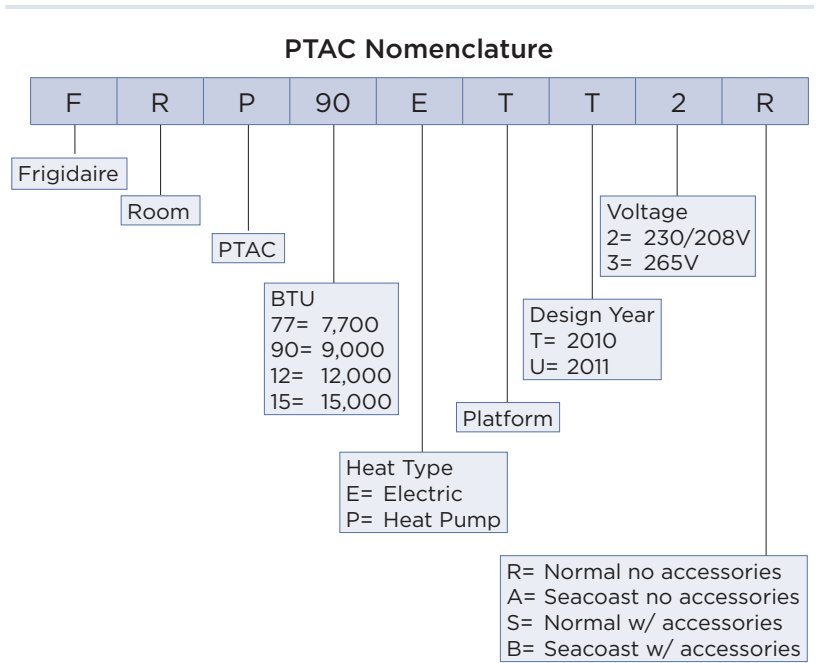 PTAC Nomenclature
F R P 90 E T T 2 R
Frigidaire
Room
PTAC
BTU
77= 7,700
90= 9,000
12= 12,000
15= 15,000
Heat Type
E= Electric
P= Heat Pump
Platform
Design Year
T= 2010
U= 2011
Voltage
2= 230/208V
3= 265V
R= Normal no accessories
A= Seacoast no accessories
S= Normal w/ accessories
B= Seacoast w/ accessories